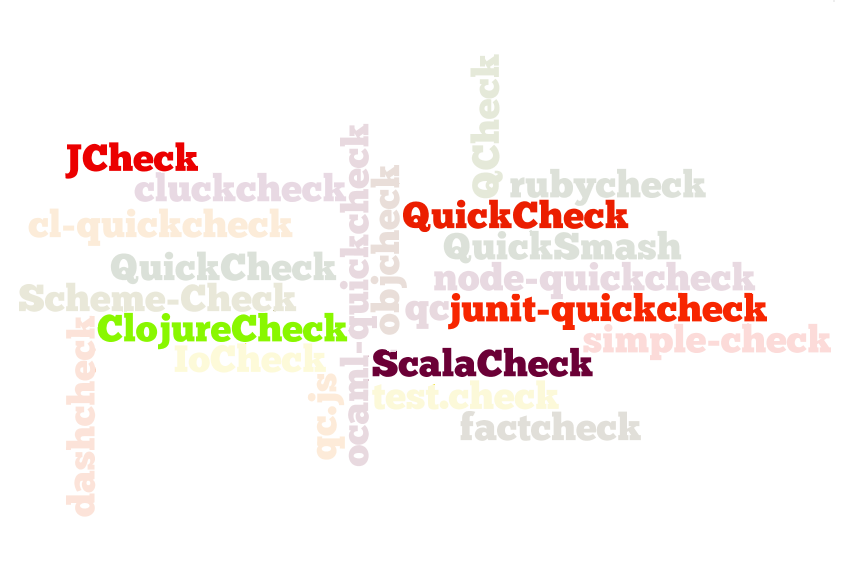 QCheck
JCheck
cluckcheck
rubycheck
cl-quickcheck
ocaml-quickcheck
objcheck
QuickCheck
QuickSmash
QuickCheck
node-quickcheck
Scheme-Check
qc
junit-quickcheck
ClojureCheck
simple-check
IoCheck
ScalaCheck
dashcheck
qc.js
test.check
factcheck